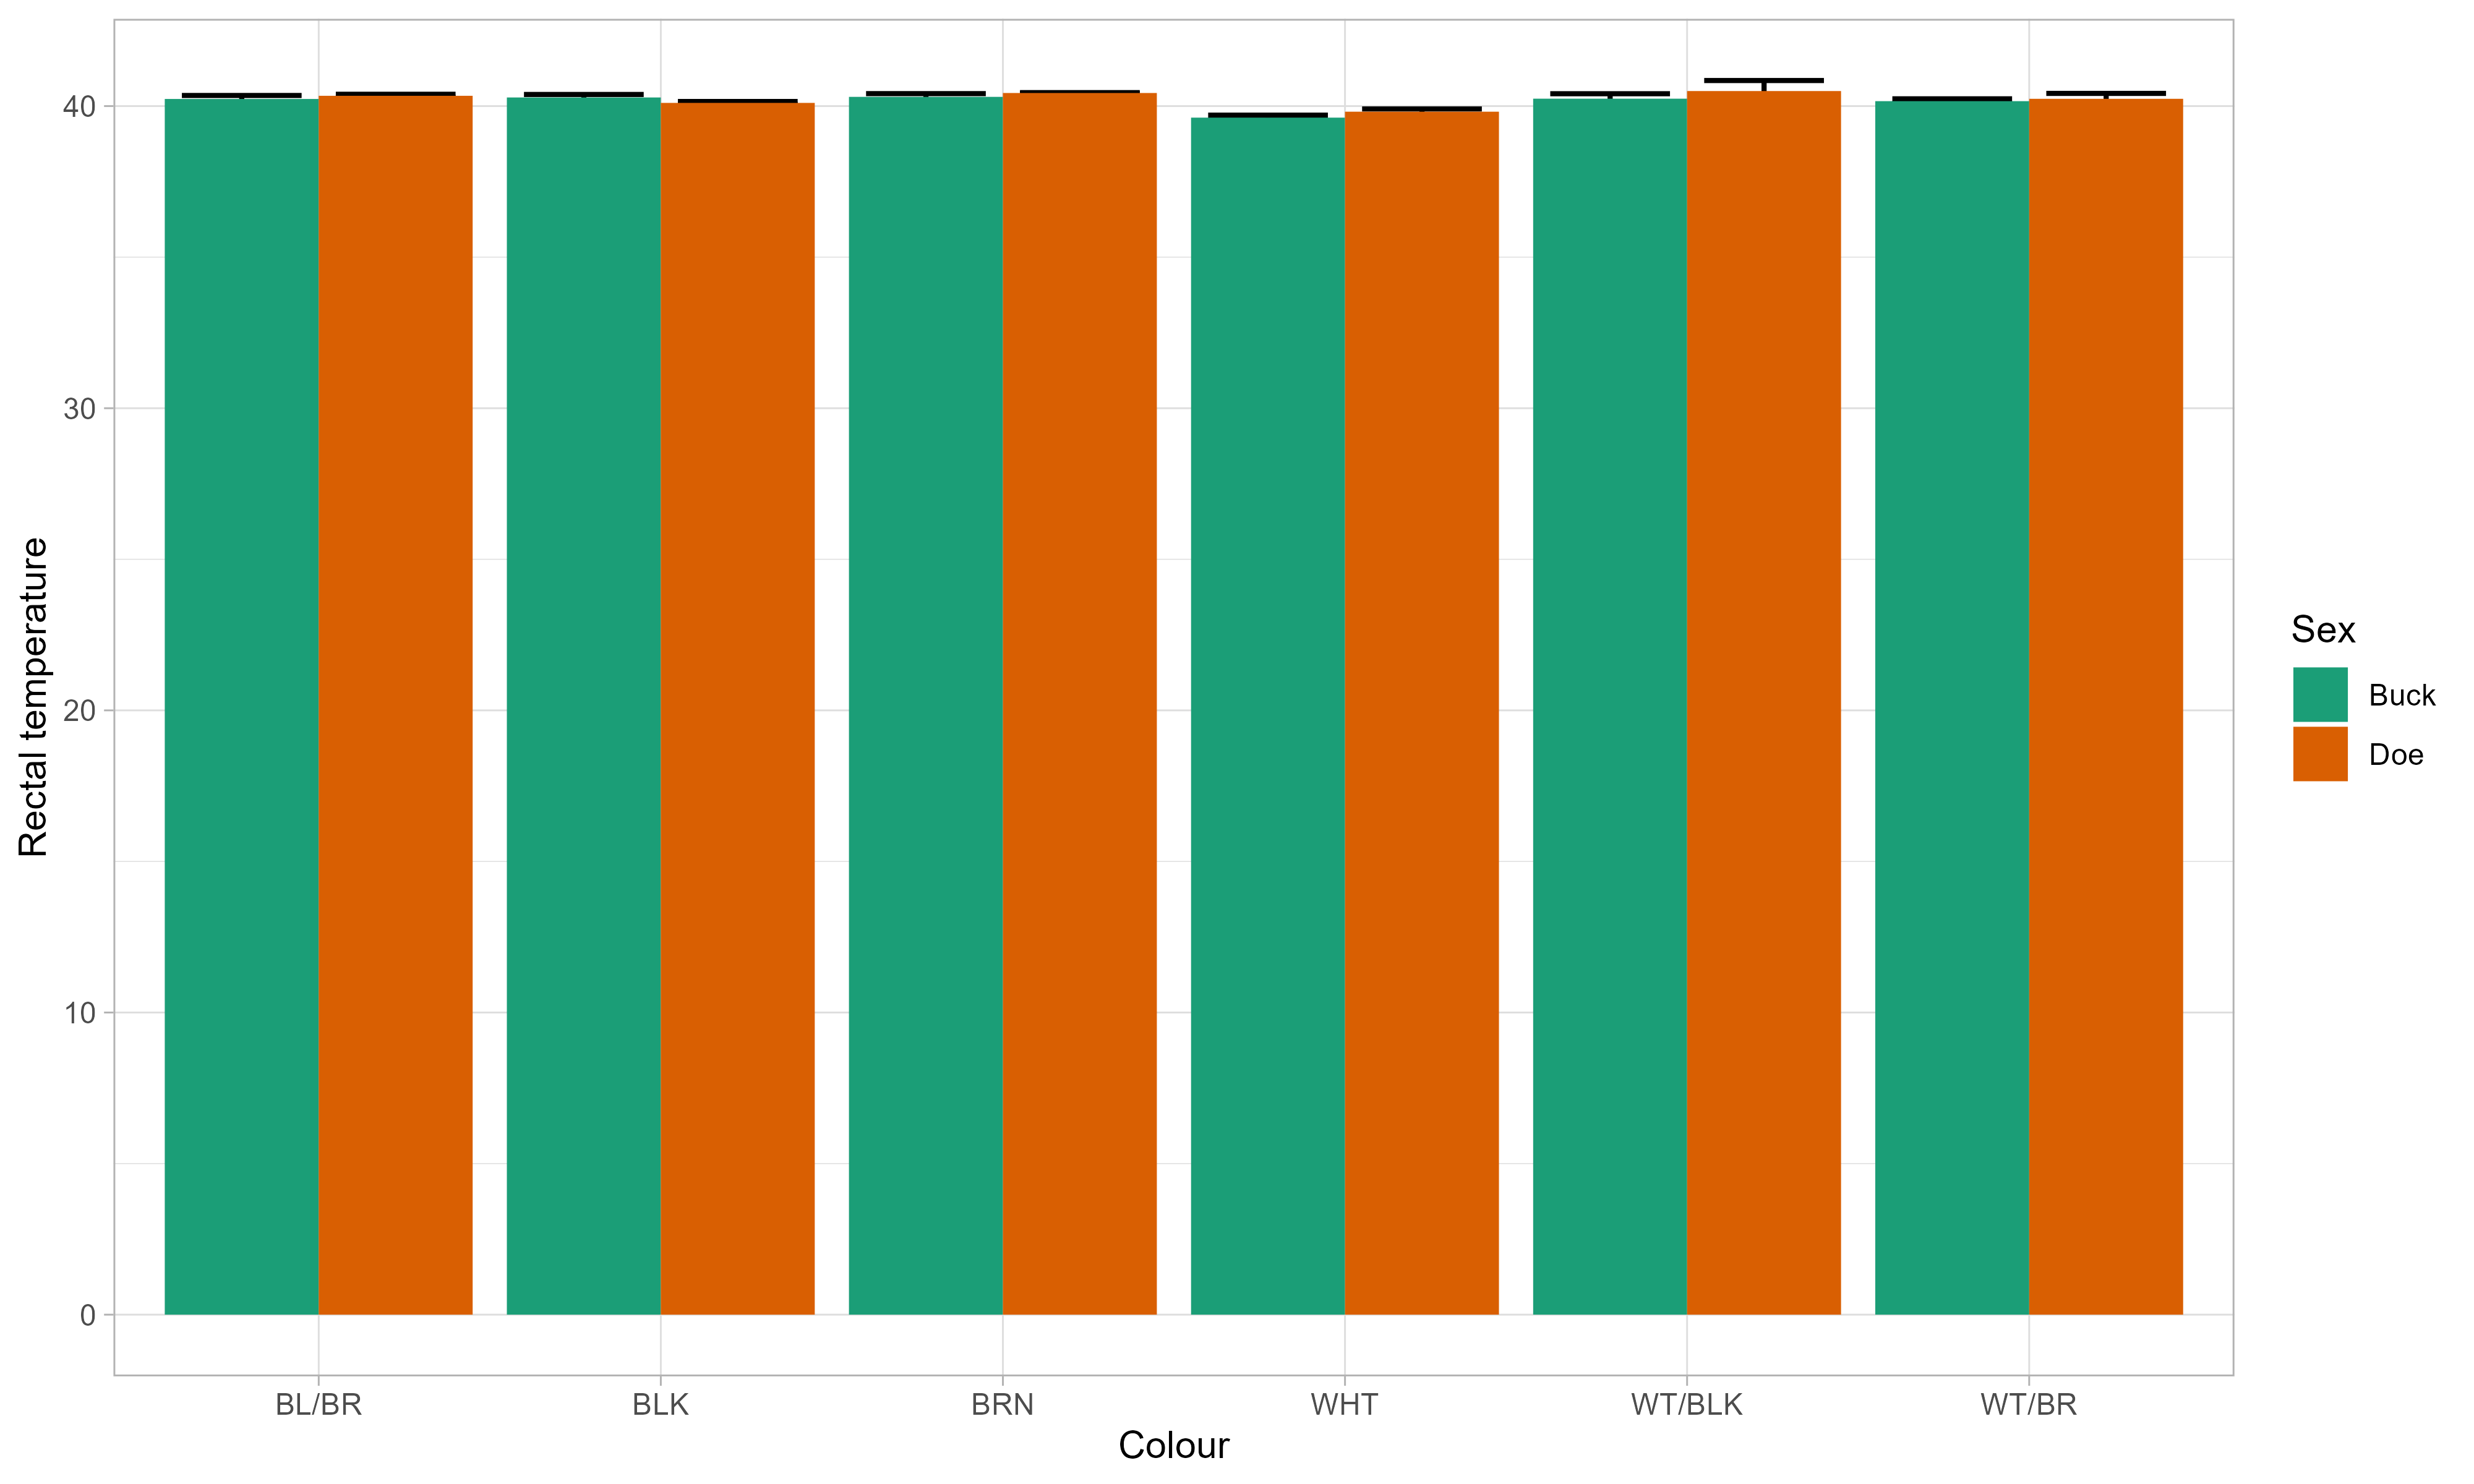 40
30
20
10
0
Rectal temperature
BL/BR
BLK
BRN
WHT
WT/BLK
WT/BR
Colour
Sex
Buck
Doe